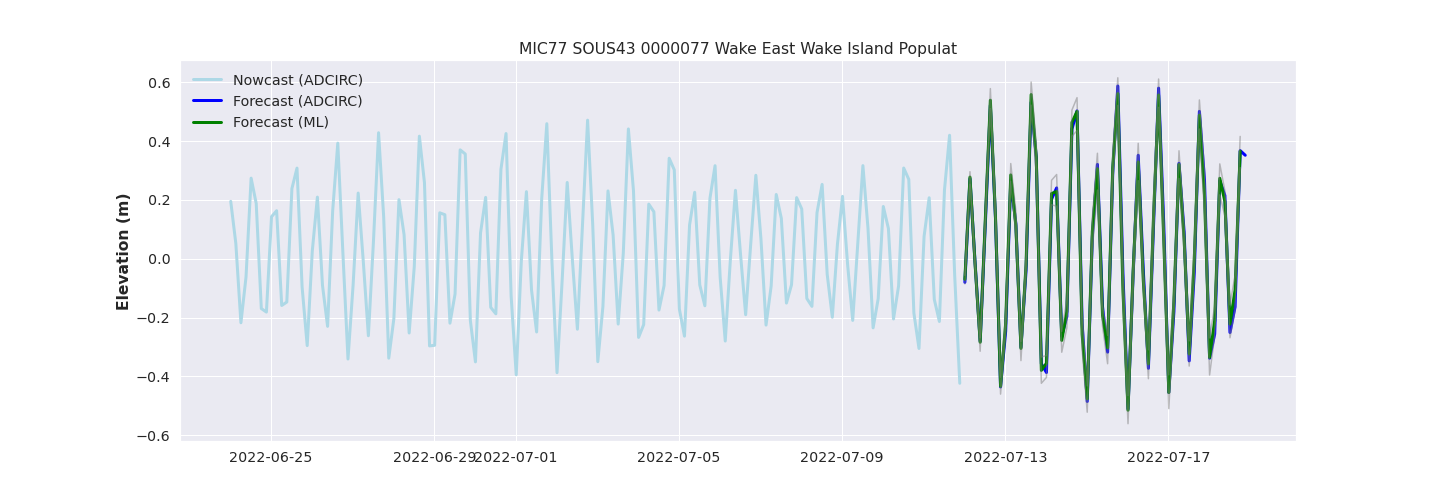 MIC77 SOUS43 0000077 Wake East Wake Island Populat
Nowcast (ADCIRC)
Forecast (ADCIRC)
Forecast (ML)
Elevation (m)
0.6
0.4
0.2
0.0
−0.2
−0.4
−0.6
2022-06-25
2022-06-29
2022-07-01
2022-07-05
2022-07-09
2022-07-13
2022-07-17